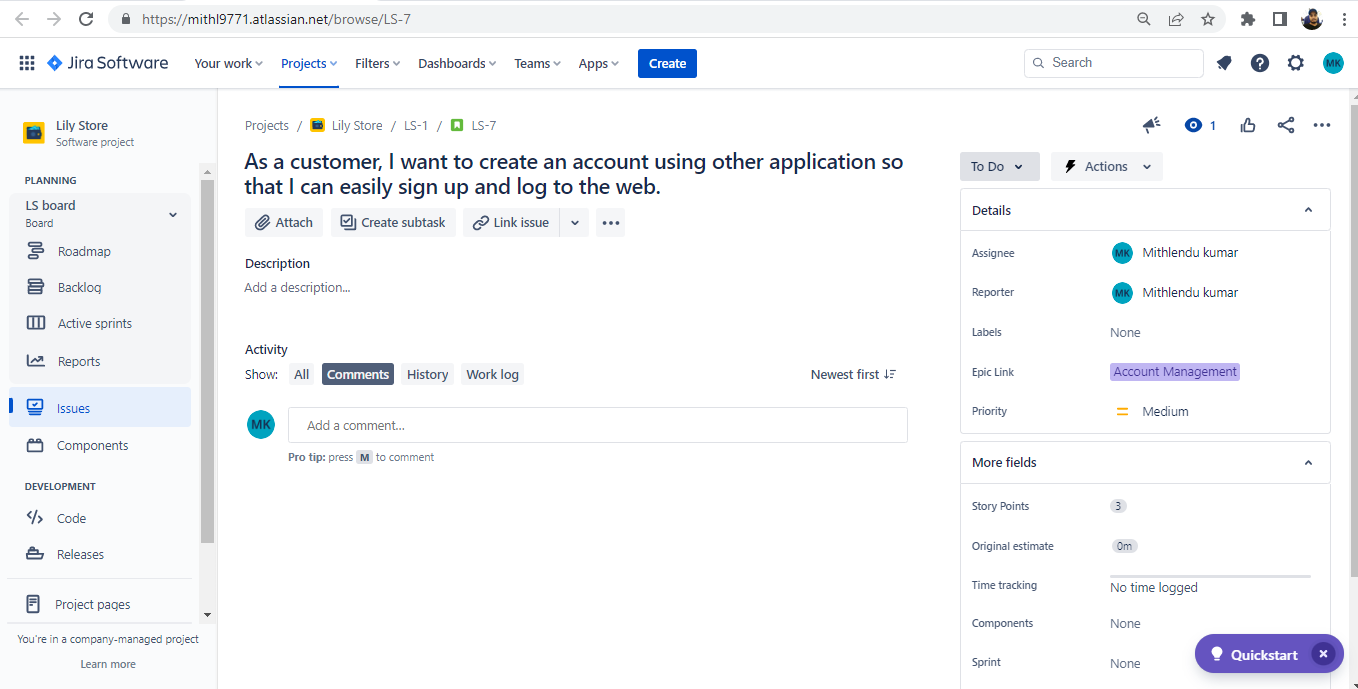 https://mithl9771.atlassian.net/browse/LS-7
Jira Software Your work Projects Filters Dashboards Teams Apps Create Search MK
Lily Store
Software project
PLANNING
LS board
Board
Roadmap
Backlog
Active sprints
Reports
Issues
Components
DEVELOPMENT
Code
Releases
Project pages
You're in a company-managed project
Learn more
Projects / Lily Store / LS-1 / LS-7
As a customer, I want to create an account using other application so
that I can easily sign up and log to the web.
Attach Create subtask Link issue
Description
Add a description...
Activity
Show: All Comments History Work log Newest first
MK Add a comment...
Pro tip: press M to comment
1
To Do Actions
Details
Assignee MK Mithlendu kumar
Reporter MK Mithlendu kumar
Labels None
Epic Link Account Management
Priority Medium
More fields
Story Points 3
Original estimate 0m
Time tracking No time logged
Components None
Sprint None
Quickstart